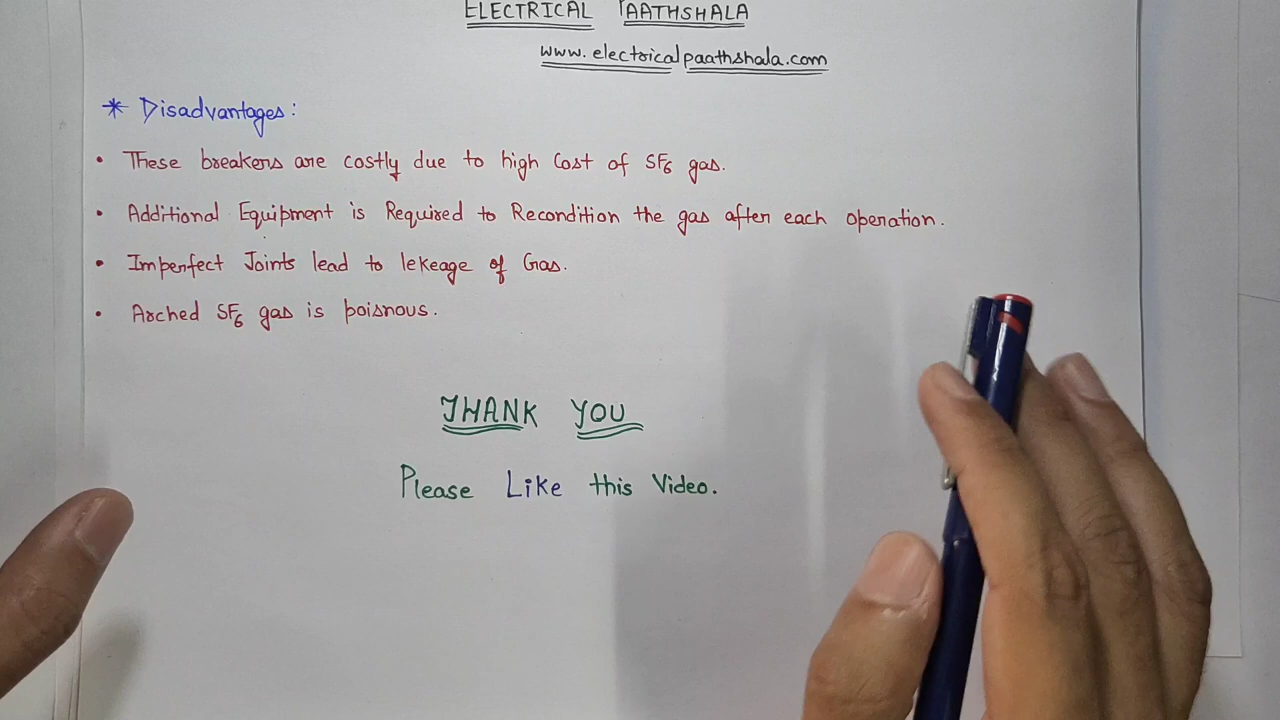 ELECTRICAL PAATHSHALA
www.electricalpaathshala.com
* Disadvantages:
• These breakers are costly due to high Cost of SF6 gas.
• Additional Equipment is Required to Recondition the gas after each operation.
• Imperfect Joints lead to lekeage of Gas.
• Arched SF6 gas is poisnous.
THANK YOU
Please Like this Video.